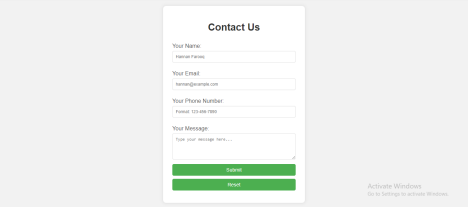 Contact Us
Your Name:
Hannah Farooq
Your Email:
hannan@example.com
Your Phone Number:
Format: 123-456-7890
Your Message:
Type your message here...
Submit
Reset
Activate Windows
Go to Settings to activate Windows.